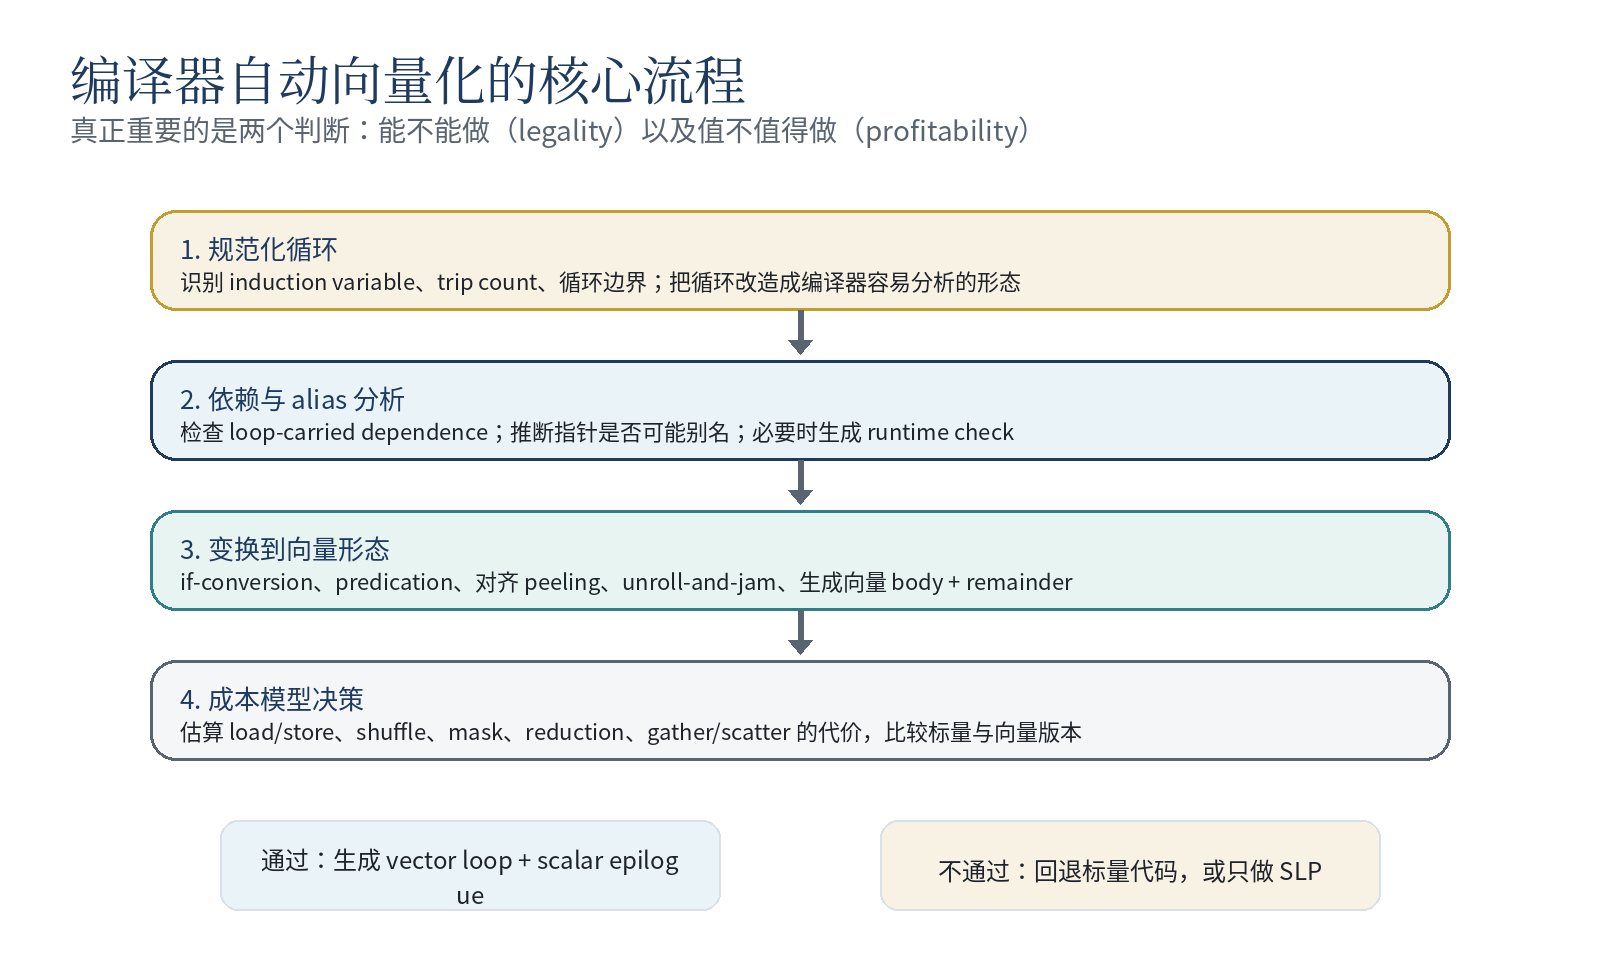 编译器自动向量化的核心流程
真正重要的是两个判断：能不能做（legality）以及值不值得做（profitability）
1. 规范化循环
识别 induction variable、trip count、循环边界；把循环改造成编译器容易分析的形态
2. 依赖与 alias 分析
检查 loop-carried dependence；推断指针是否可能别名；必要时生成 runtime check
3. 变换到向量形态
if-conversion、predication、对齐 peeling、unroll-and-jam、生成向量 body + remainder
4. 成本模型决策
估算 load/store、shuffle、mask、reduction、gather/scatter 的代价，比较标量与向量版本
通过：生成 vector loop + scalar epilog
ue
不通过：回退标量代码，或只做 SLP